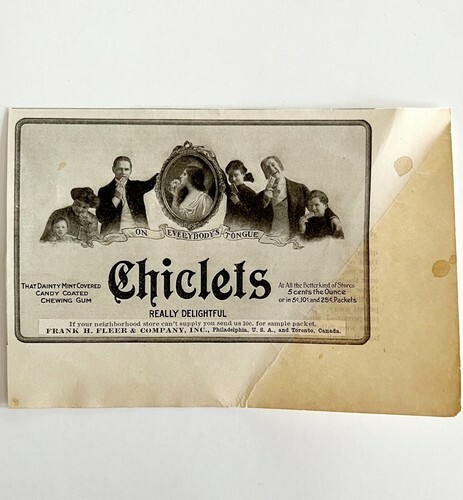 ON EVERYBODY'S TONGUE
Chiclets
THAT DAINTY MINT COVERED
CANDY COATED
CHEWING GUM
At All the Better kind of Stores
5 cents the Ounce
or in 5¢,10¢ and 25¢ Packets
REALLY DELIGHTFUL
If your neighborhood store can't supply you send us 10c. for sample packet.
FRANK H. FLEER & COMPANY, INC., Philadelphia, U. S. A., and Toronto, Canada.